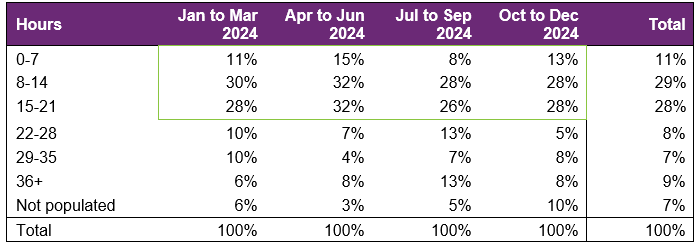 Hours Jan to Mar 2024 Apr to Jun 2024 Jul to Sep 2024 Oct to Dec 2024 Total
0-7 11% 15% 8% 13% 11%
8-14 30% 32% 28% 28% 29%
15-21 28% 32% 26% 28% 28%
22-28 10% 7% 13% 5% 8%
29-35 10% 4% 7% 8% 7%
36+ 6% 8% 13% 8% 9%
Not populated 6% 3% 5% 10% 7%
Total 100% 100% 100% 100% 100%